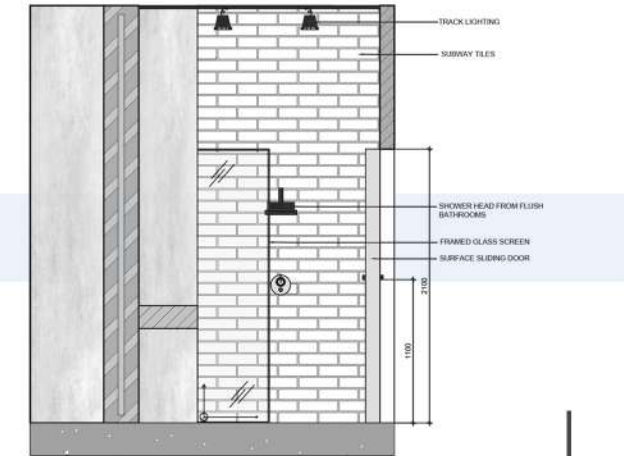 TRACK LIGHTING
SUBWAY TILES
SHOWER HEAD FROM FLUSH
BATHROOMS
FRAMED GLASS SCREEN
SURFACE SLIDING DOOR
2100
1100